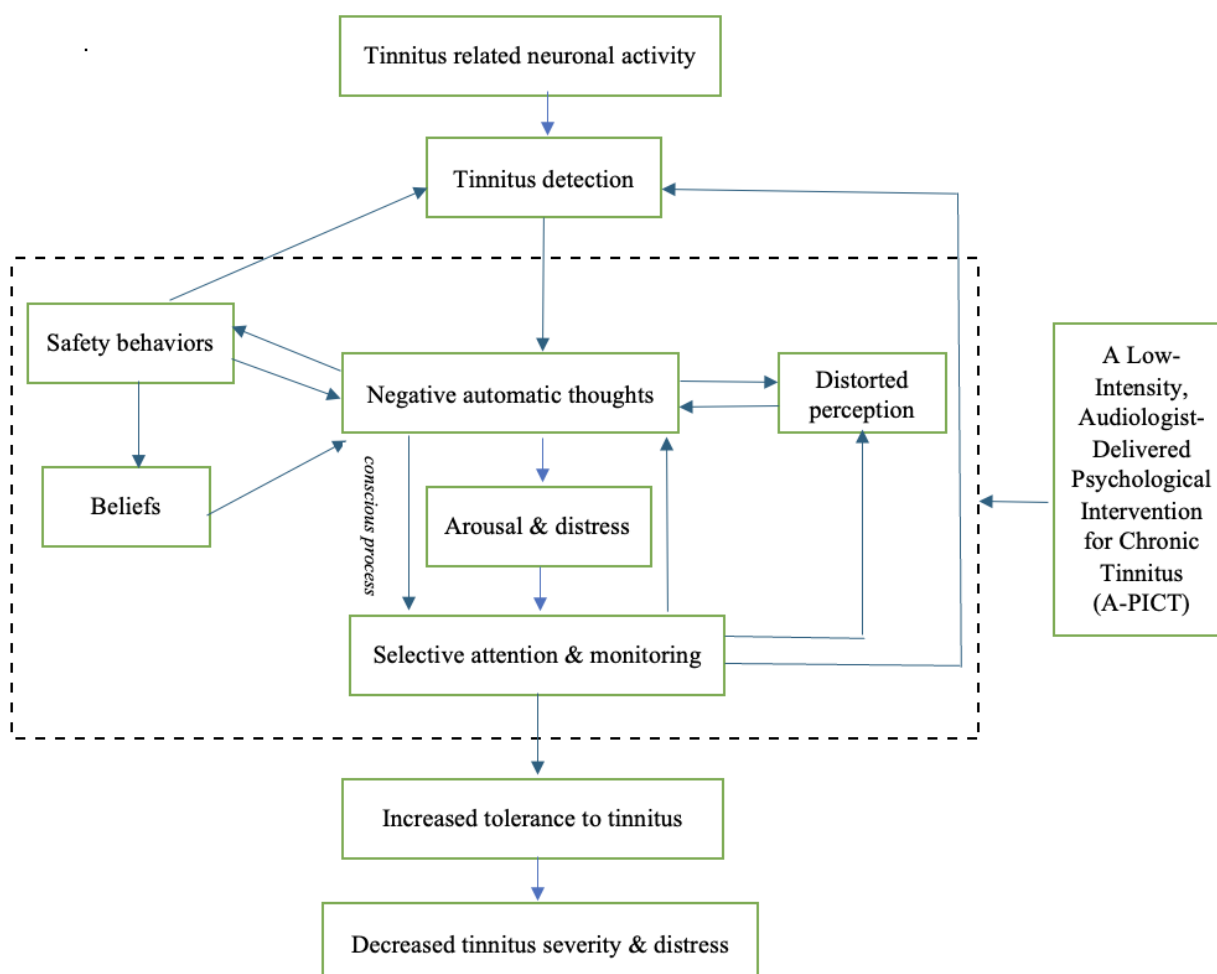 Tinnitus related neuronal activity
Tinnitus detection
Safety behaviors
Negative automatic thoughts
Distorted
perception
Beliefs
conscious process
Arousal & distress
Selective attention & monitoring
A Low-
Intensity,
Audiologist-
Delivered
Psychological
Intervention
for Chronic
Tinnitus
(A-PICT)
Increased tolerance to tinnitus
Decreased tinnitus severity & distress